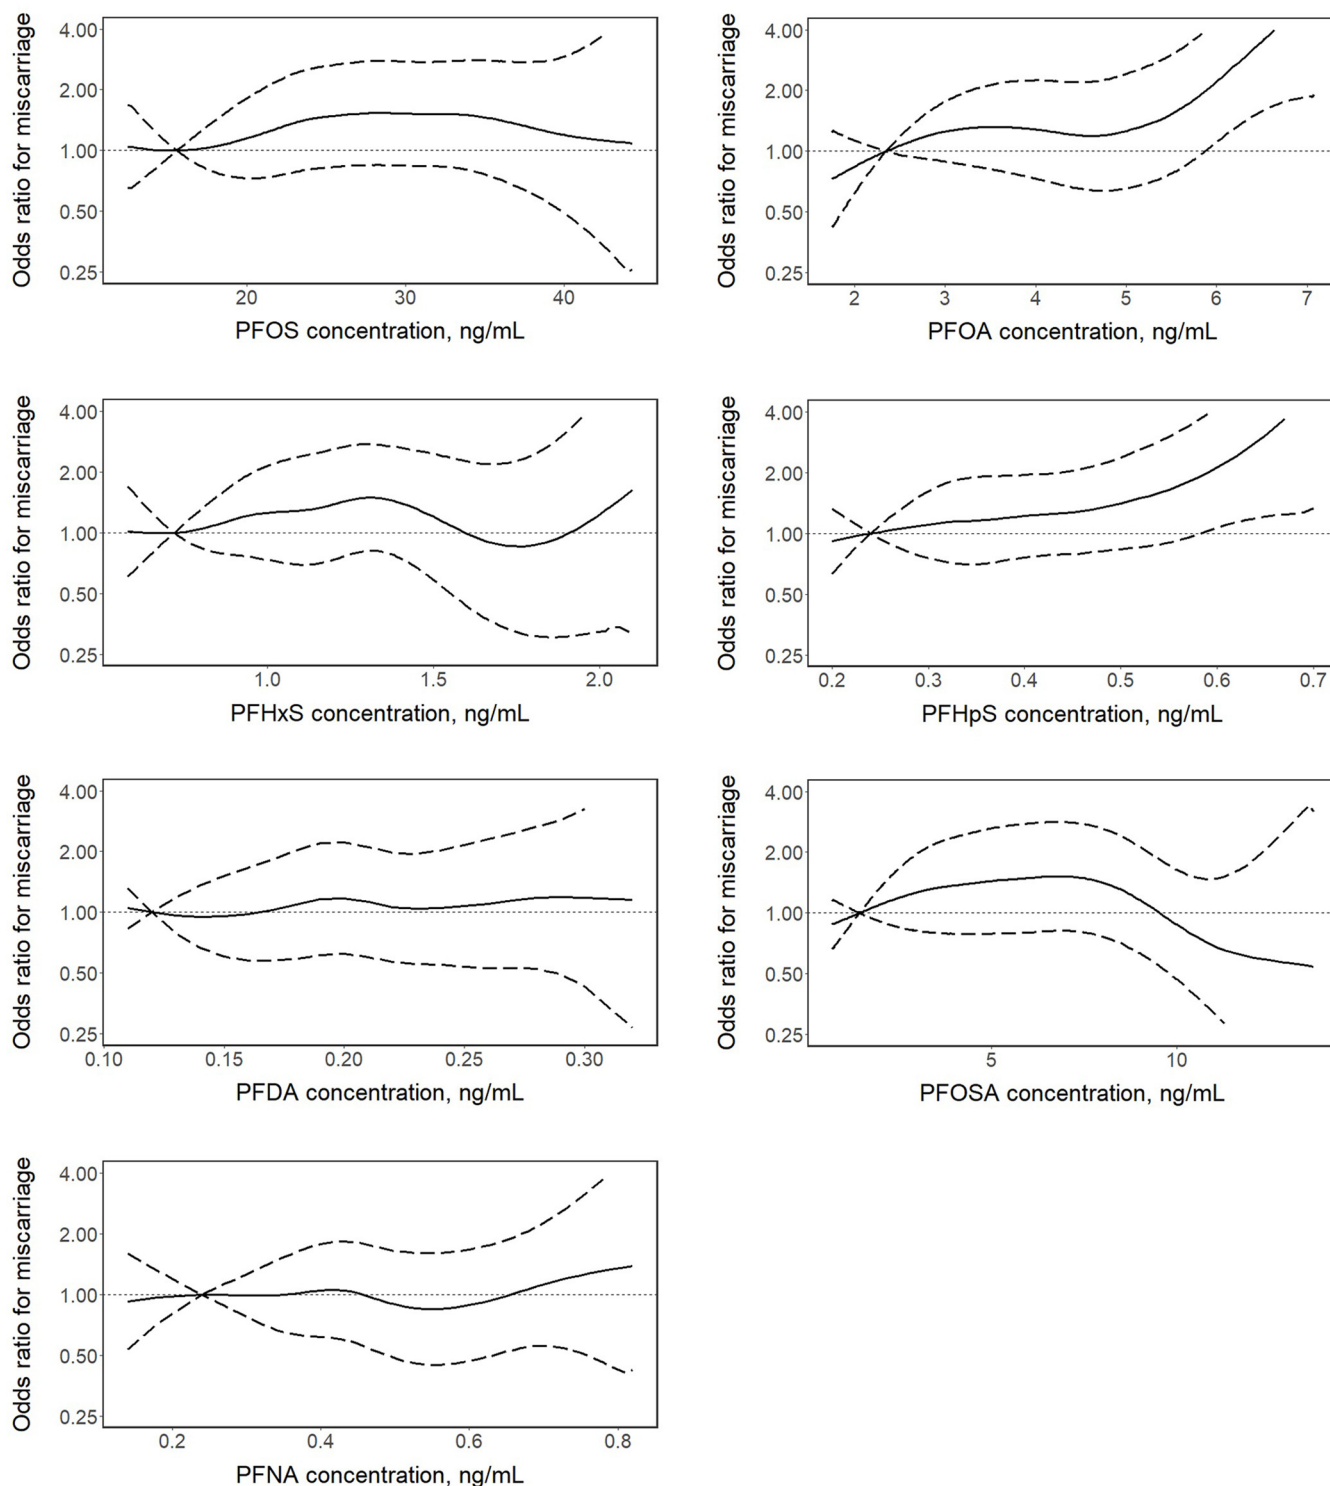 Odds ratio for miscarriage
4.00
2.00
1.00
0.50
0.25
20 30 40
PFOS concentration, ng/mL
Odds ratio for miscarriage
4.00
2.00
1.00
0.50
0.25
2 3 4 5 6 7
PFOA concentration, ng/mL
Odds ratio for miscarriage
4.00
2.00
1.00
0.50
0.25
1.0 1.5 2.0
PFHxS concentration, ng/mL
Odds ratio for miscarriage
4.00
2.00
1.00
0.50
0.25
0.2 0.3 0.4 0.5 0.6 0.7
PFHpS concentration, ng/mL
Odds ratio for miscarriage
4.00
2.00
1.00
0.50
0.25
0.10 0.15 0.20 0.25 0.30
PFDA concentration, ng/mL
Odds ratio for miscarriage
4.00
2.00
1.00
0.50
0.25
5 10
PFOSA concentration, ng/mL
Odds ratio for miscarriage
4.00
2.00
1.00
0.50
0.25
0.2 0.4 0.6 0.8
PFNA concentration, ng/mL